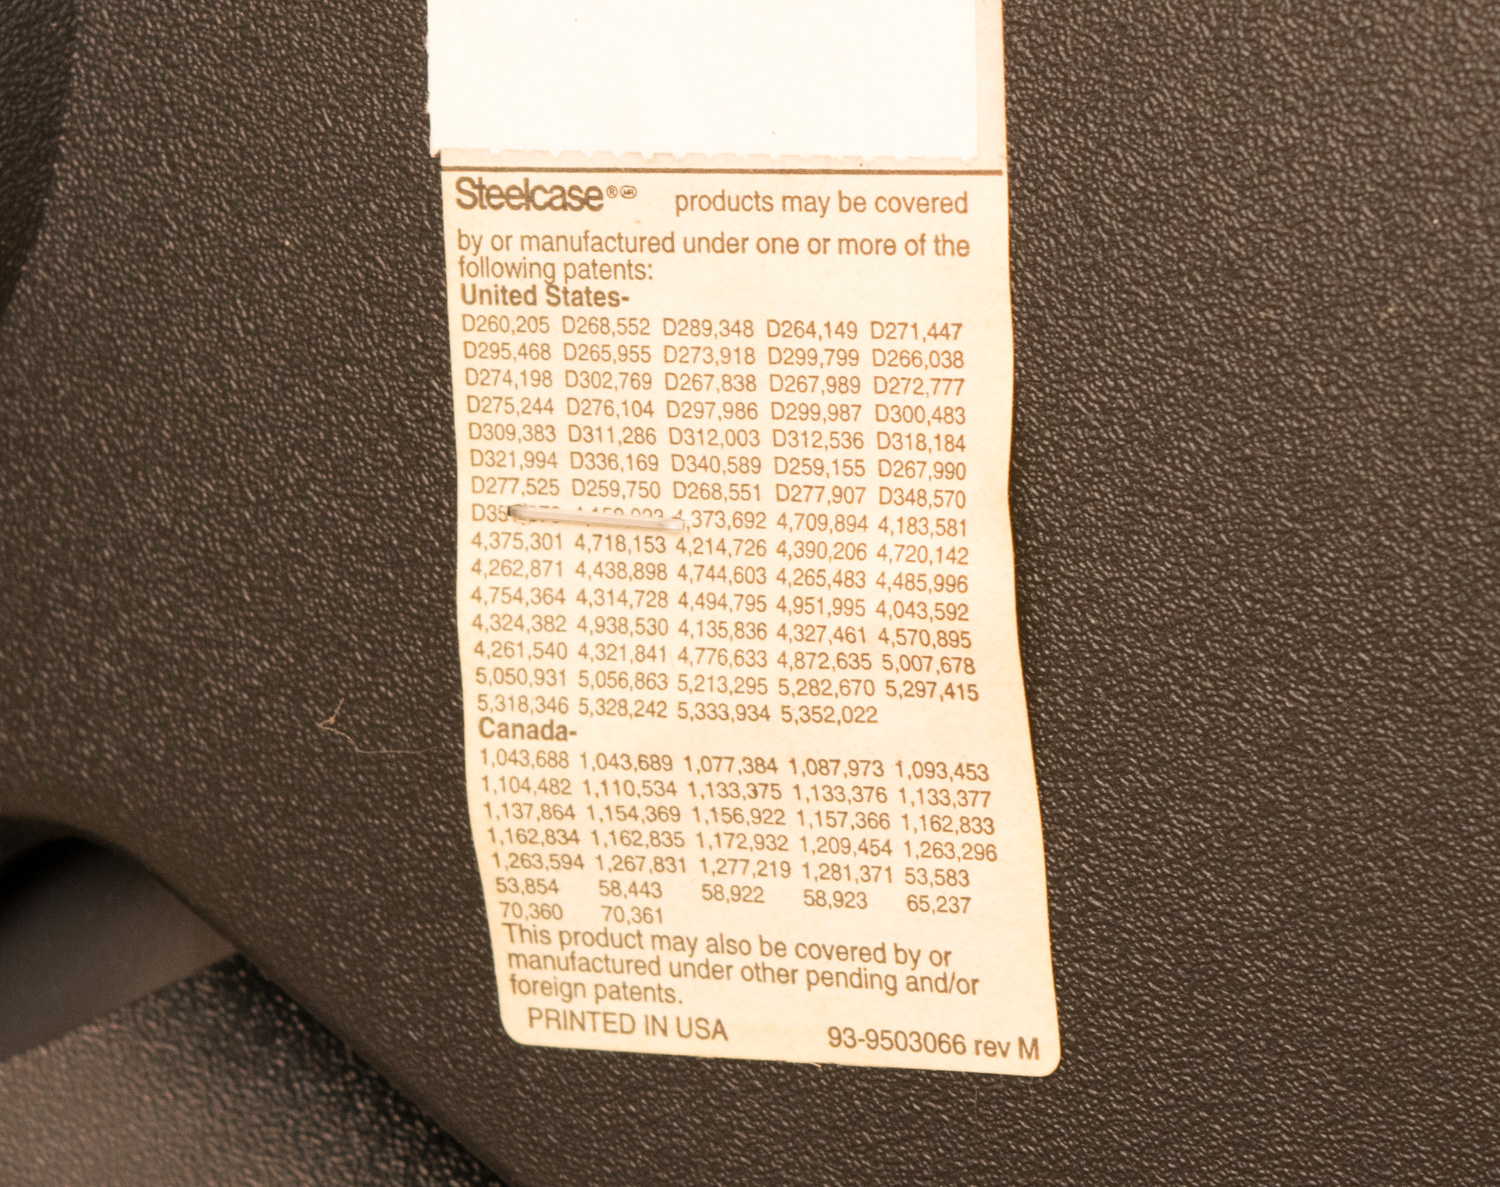 Steelcase® products may be covered
by or manufactured under one or more of the
following patents:
United States-
D260,205 D268,552 D289,348 D264,149 D271,447
D295,468 D265,955 D273,918 D299,799 D266,038
D274,198 D302,769 D267,838 D267,989 D272,777
D275,244 D276,104 D297,986 D299,987 D300,483
D309,383 D311,286 D312,003 D312,536 D318,184
D321,994 D336,169 D340,589 D259,155 D267,990
D277,525 D259,750 D268,551 D277,907 D348,570
4,373,692 4,709,894 4,183,581
4,375,301 4,718,153 4,214,726 4,390,206 4,720,142
4,262,871 4,438,898 4,744,603 4,265,483 4,485,996
4,754,364 4,314,728 4,494,795 4,951,995 4,043,592
4,324,382 4,938,530 4,135,836 4,327,461 4,570,895
4,261,540 4,321,841 4,776,633 4,872,635 5,007,678
5,050,931 5,056,863 5,213,295 5,282,670 5,297,415
5,318,346 5,328,242 5,333,934 5,352,022
Canada-
1,043,688 1,043,689 1,077,384 1,087,973 1,093,453
1,104,482 1,110,534 1,133,375 1,133,376 1,133,377
1,137,864 1,154,369 1,156,922 1,157,366 1,162,833
1,162,834 1,162,835 1,172,932 1,209,454 1,263,296
1,263,594 1,267,831 1,277,219 1,281,371 53,583
53,854 58,443 58,922 58,923 65,237
70,360 70,361
This product may also be covered by or
manufactured under other pending and/or
foreign patents.
PRINTED IN USA 93-9503066 rev M